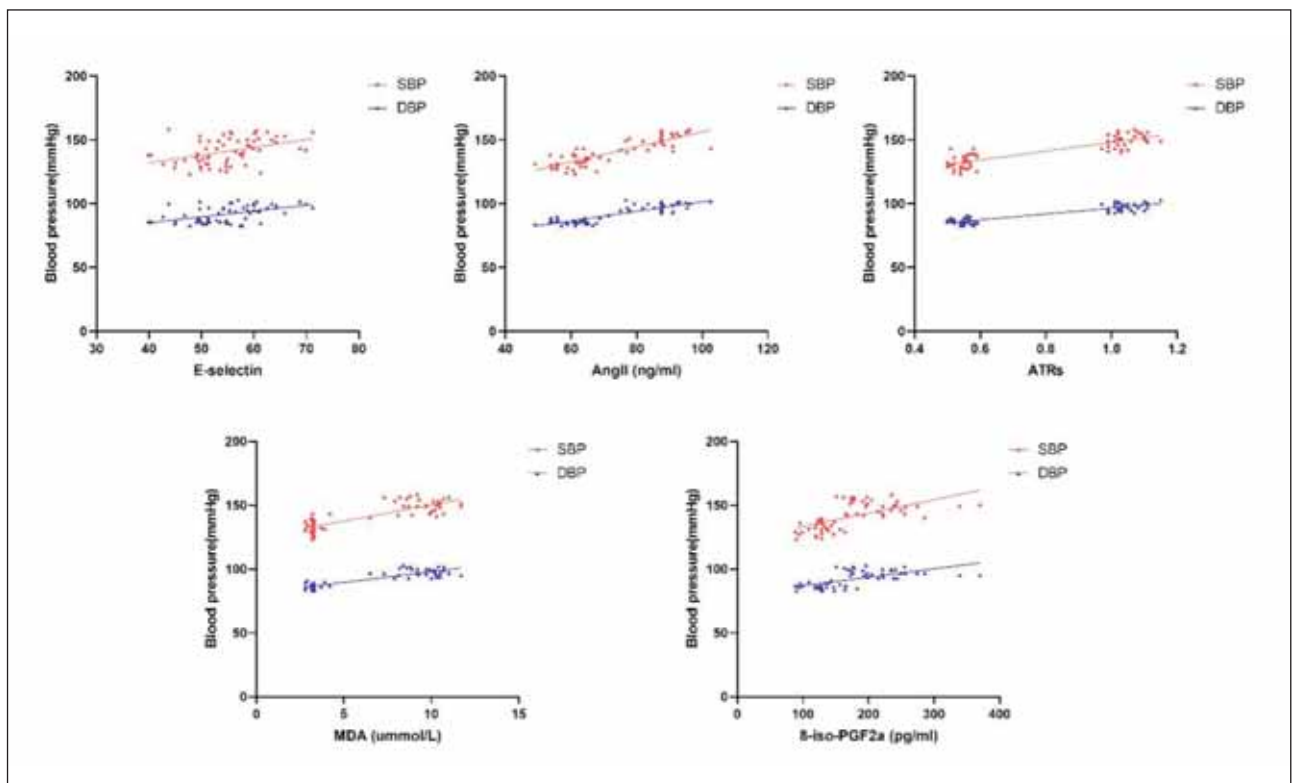 200
150
100
50
0
Blood pressure(mmHg)
30 40 50 60 70 80
E-selectin
SBP
DBP
200
150
100
50
0
Blood pressure(mmHg)
40 60 80 100 120
AngII (ng/ml)
SBP
DBP
200
150
100
50
0
Blood pressure(mmHg)
0.4 0.6 0.8 1.0 1.2
ATRs
SBP
DBP
200
150
100
50
0
Blood pressure(mmHg)
0 5 10 15
MDA (ummol/L)
SBP
DBP
200
150
100
50
0
Blood pressure(mmHg)
0 100 200 300 400
8-iso-PGF2a (pg/ml)
SBP
DBP